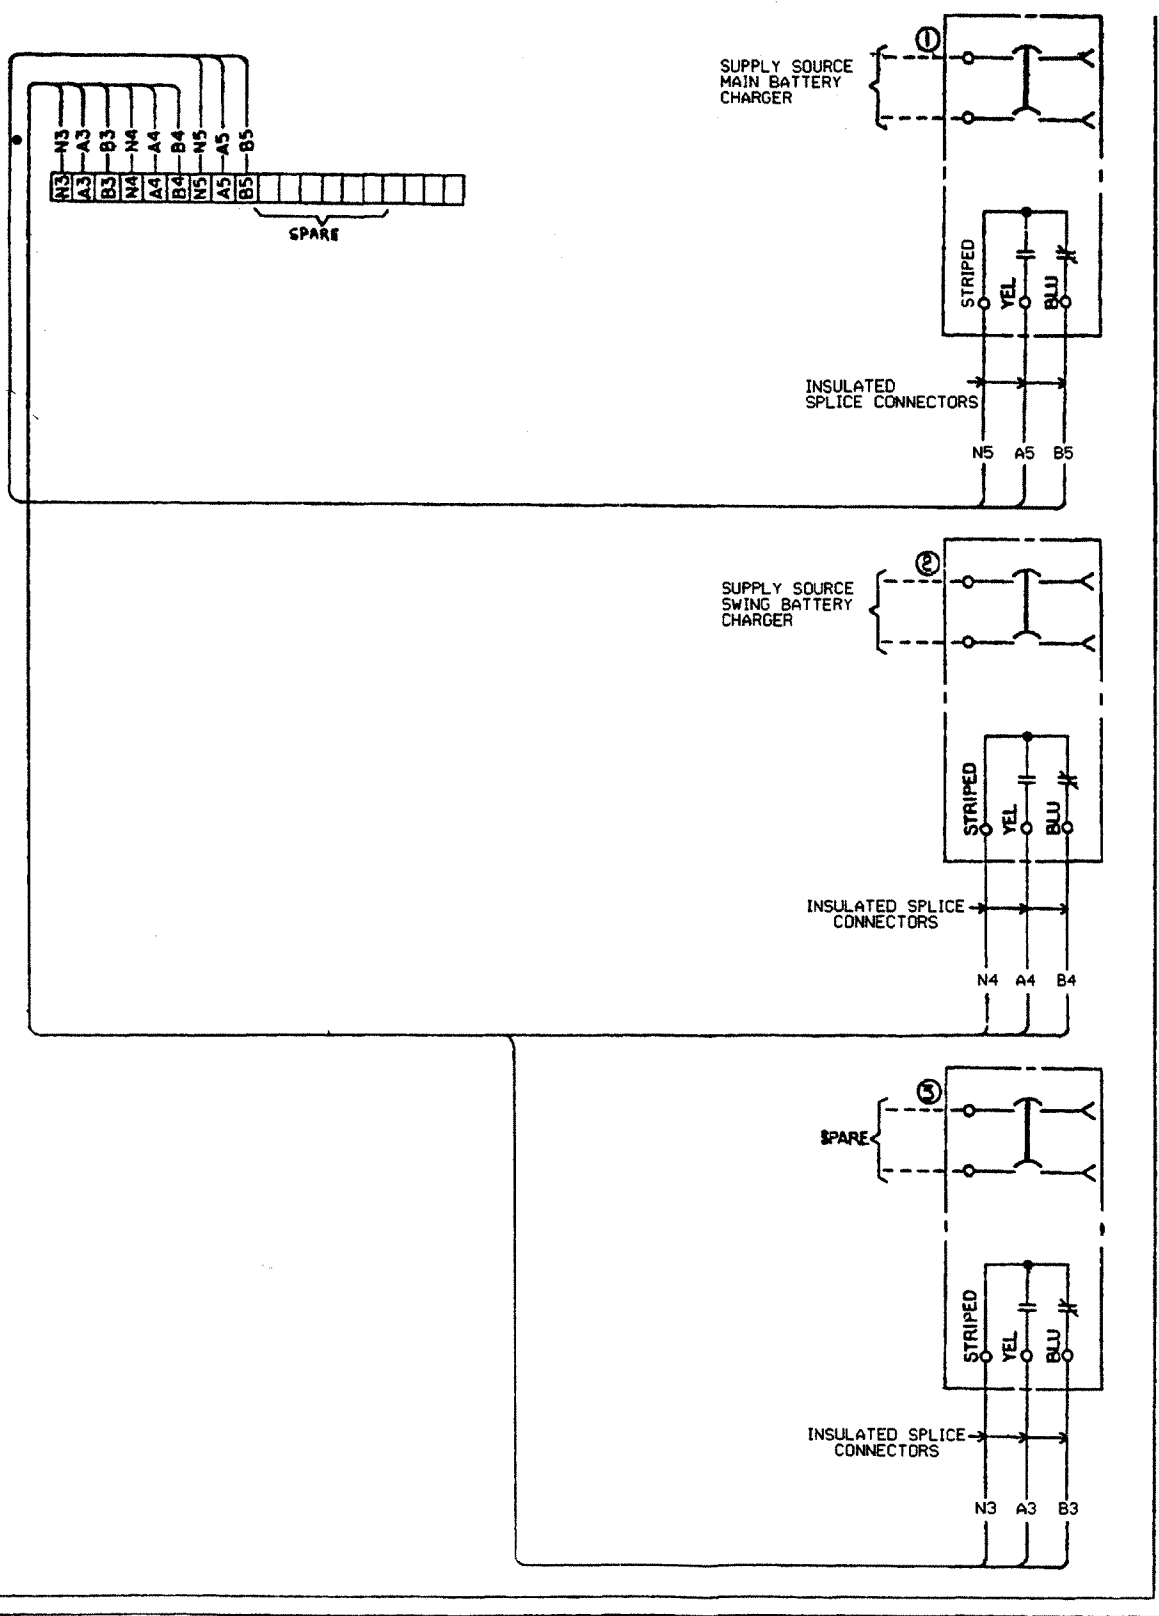 ①
SUPPLY SOURCE
MAIN BATTERY
CHARGER
N3 A3 B3 N4 A4 B4 N5 A5 B5
N3 A3 B3 N4 A4 B4 N5 A5 B5
SPARE
STRIPED YEL BLU
INSULATED
SPLICE CONNECTORS
N5 A5 B5
②
SUPPLY SOURCE
SWING BATTERY
CHARGER
STRIPED YEL BLU
INSULATED SPLICE
CONNECTORS
N4 A4 B4
③
SPARE
STRIPED YEL BLU
INSULATED SPLICE
CONNECTORS
N3 A3 B3